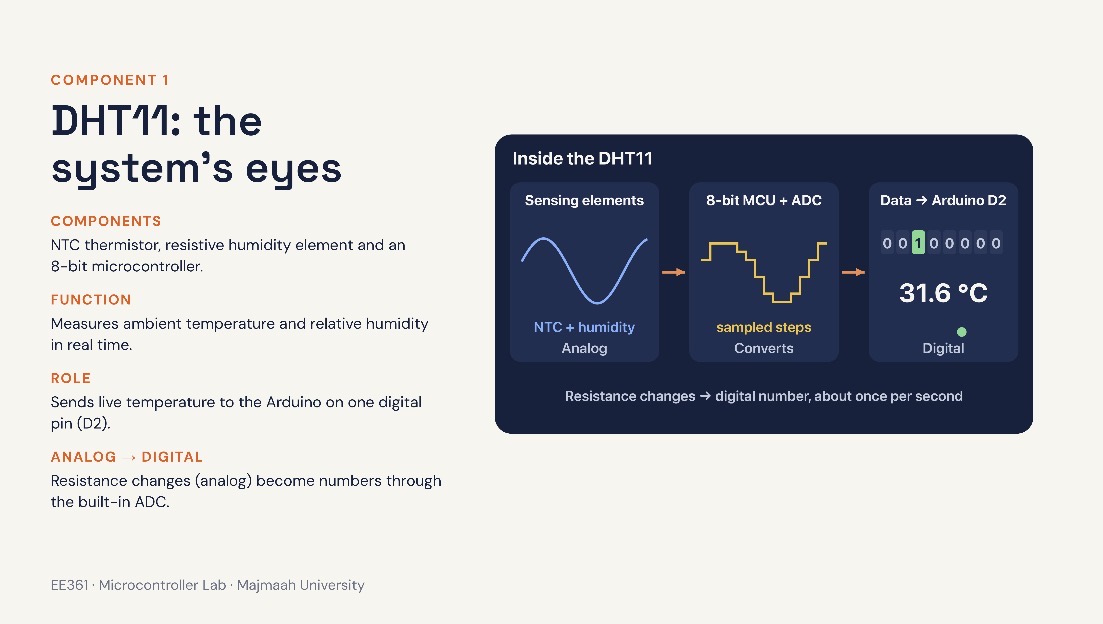 COMPONENT 1
DHT11: the
system's eyes
COMPONENTS
NTC thermistor, resistive humidity element and an
8-bit microcontroller.
FUNCTION
Measures ambient temperature and relative humidity
in real time.
ROLE
Sends live temperature to the Arduino on one digital
pin (D2).
ANALOG → DIGITAL
Resistance changes (analog) become numbers through
the built-in ADC.
Inside the DHT11
Sensing elements
NTC + humidity
Analog
8-bit MCU + ADC
sampled steps
Converts
Data → Arduino D2
0 0 1 0 0 0 0 0
31.6 °C
Digital
Resistance changes → digital number, about once per second
EE361 · Microcontroller Lab · Majmaah University